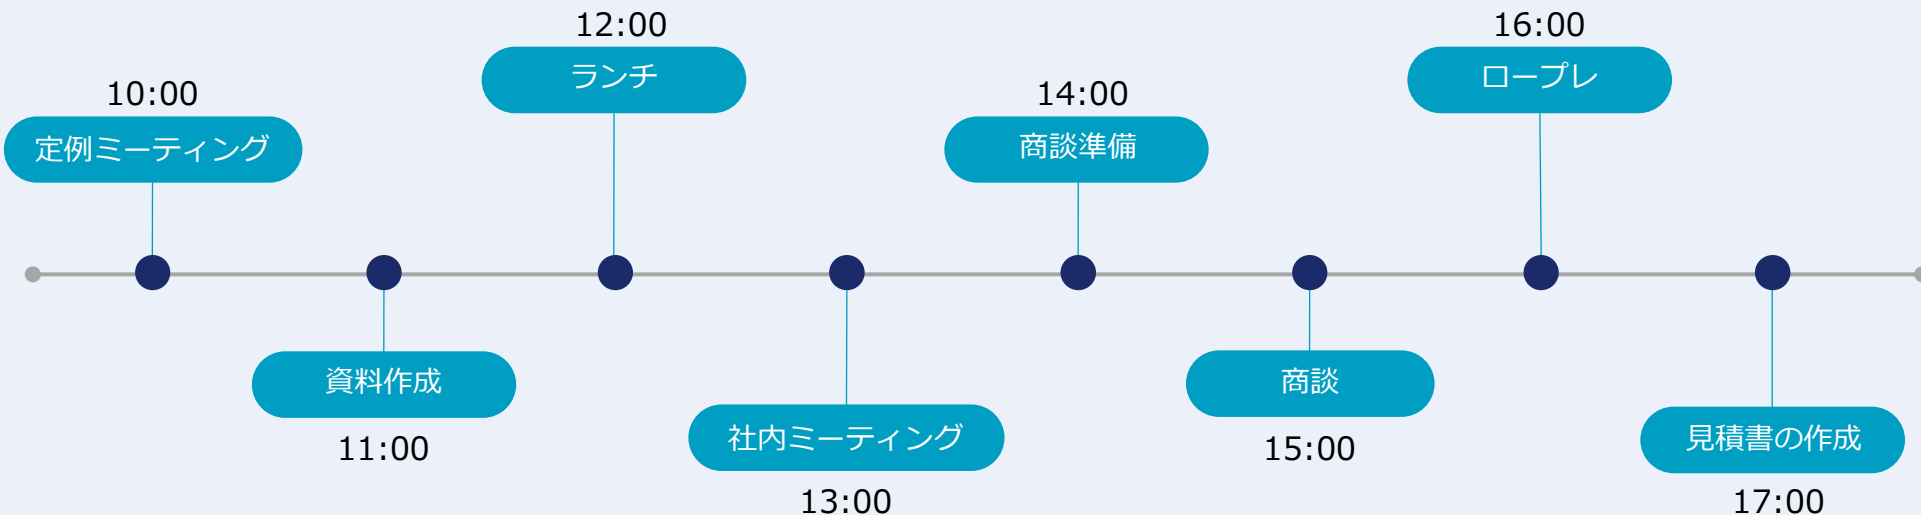 10:00
定例ミーティング
資料作成
11:00
12:00
ランチ
社内ミーティング
13:00
14:00
商談準備
商談
15:00
16:00
ロープレ
見積書の作成
17:00